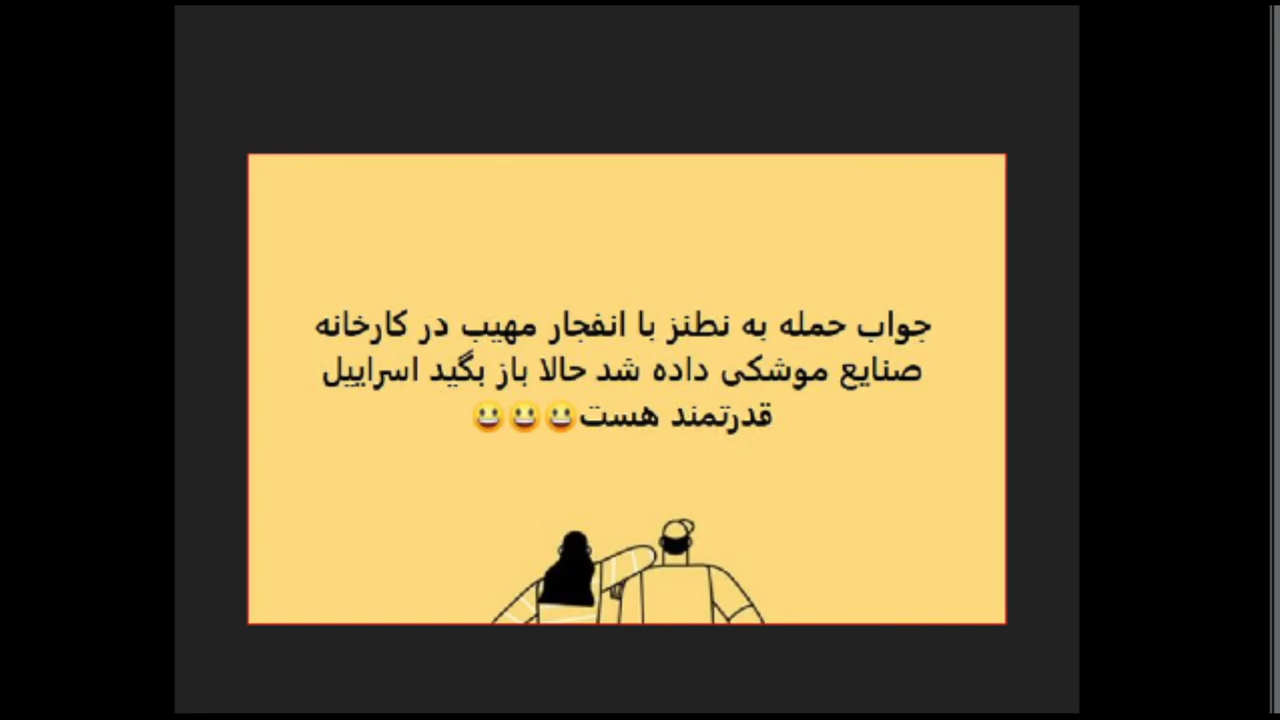 جواب حمله به نطنز با انفجار مهیب در کارخانه
صنایع موشکی داده شد حالا باز بگید اسراییل
قدرتمند هست😀😀😀